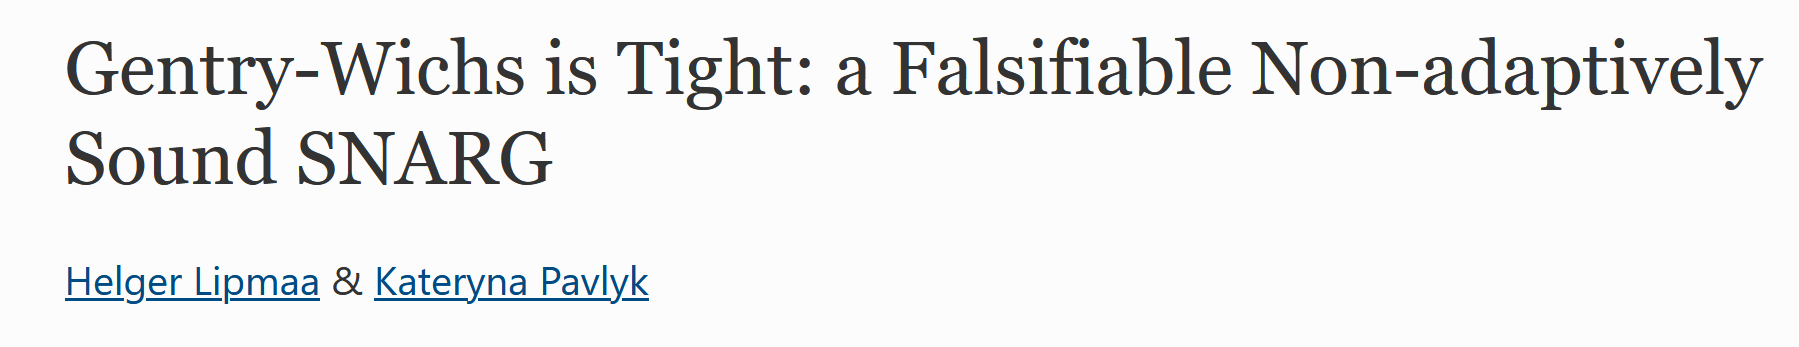 Gentry-Wichs is Tight: a Falsifiable Non-adaptively
Sound SNARG
Helger Lipmaa & Kateryna Pavlyk